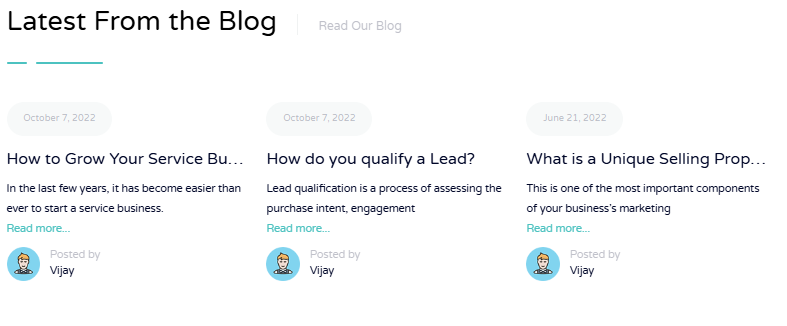 Latest From the Blog
Read Our Blog
October 7, 2022
How to Grow Your Service Bu...
In the last few years, it has become easier than
ever to start a service business.
Read more...
Posted by
Vijay
October 7, 2022
How do you qualify a Lead?
Lead qualification is a process of assessing the
purchase intent, engagement
Read more...
Posted by
Vijay
June 21, 2022
What is a Unique Selling Prop...
This is one of the most important components
of your business's marketing
Read more...
Posted by
Vijay